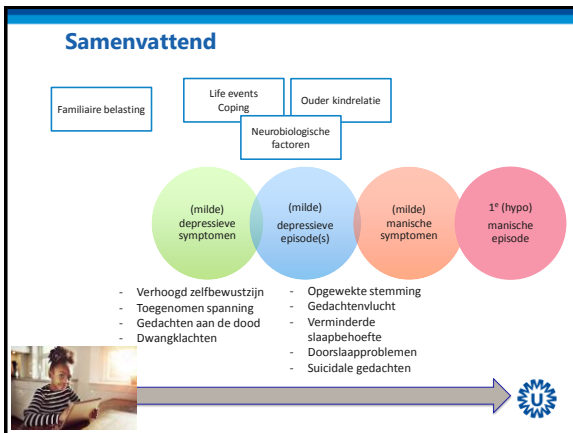 Samenvattend
Familiaire belasting
Life events
Coping
Ouder kindrelatie
Neurobiologische
factoren
(milde)
depressieve
symptomen
(milde)
depressieve
episode(s)
(milde)
manische
symptomen
1e (hypo)
manische
episode
- Verhoogd zelfbewustzijn
- Toegenomen spanning
- Gedachten aan de dood
- Dwangklachten
- Opgewekte stemming
- Gedachtenvlucht
- Verminderde
slaapbehoefte
- Doorslaapproblemen
- Suicidale gedachten
U